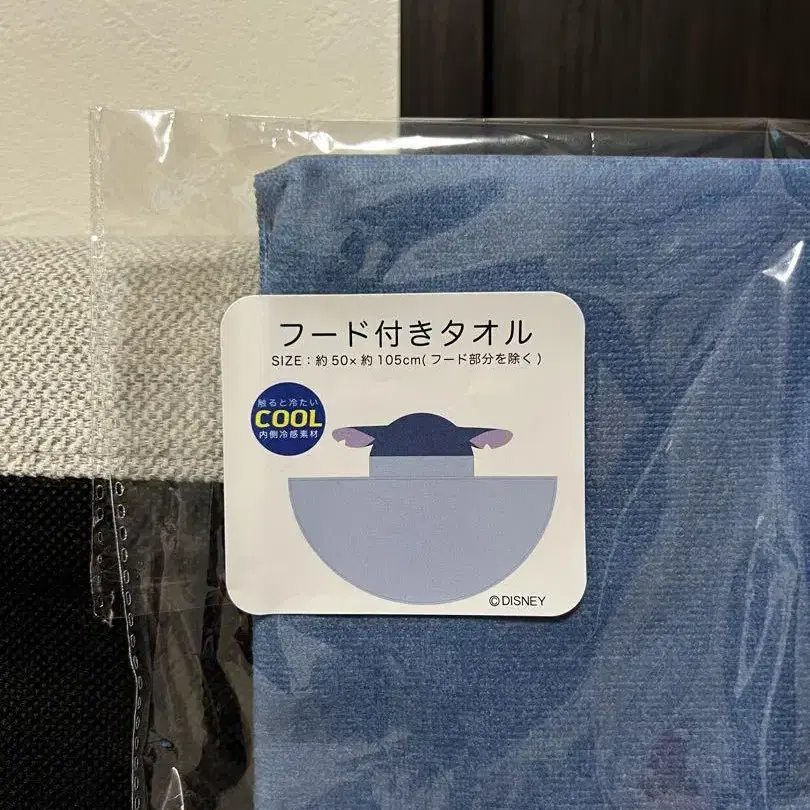 フード付きタオル
SIZE：約50×約105cm(フード部分を除く)
触ると冷たい
COOL
内側冷感素材
©DISNEY